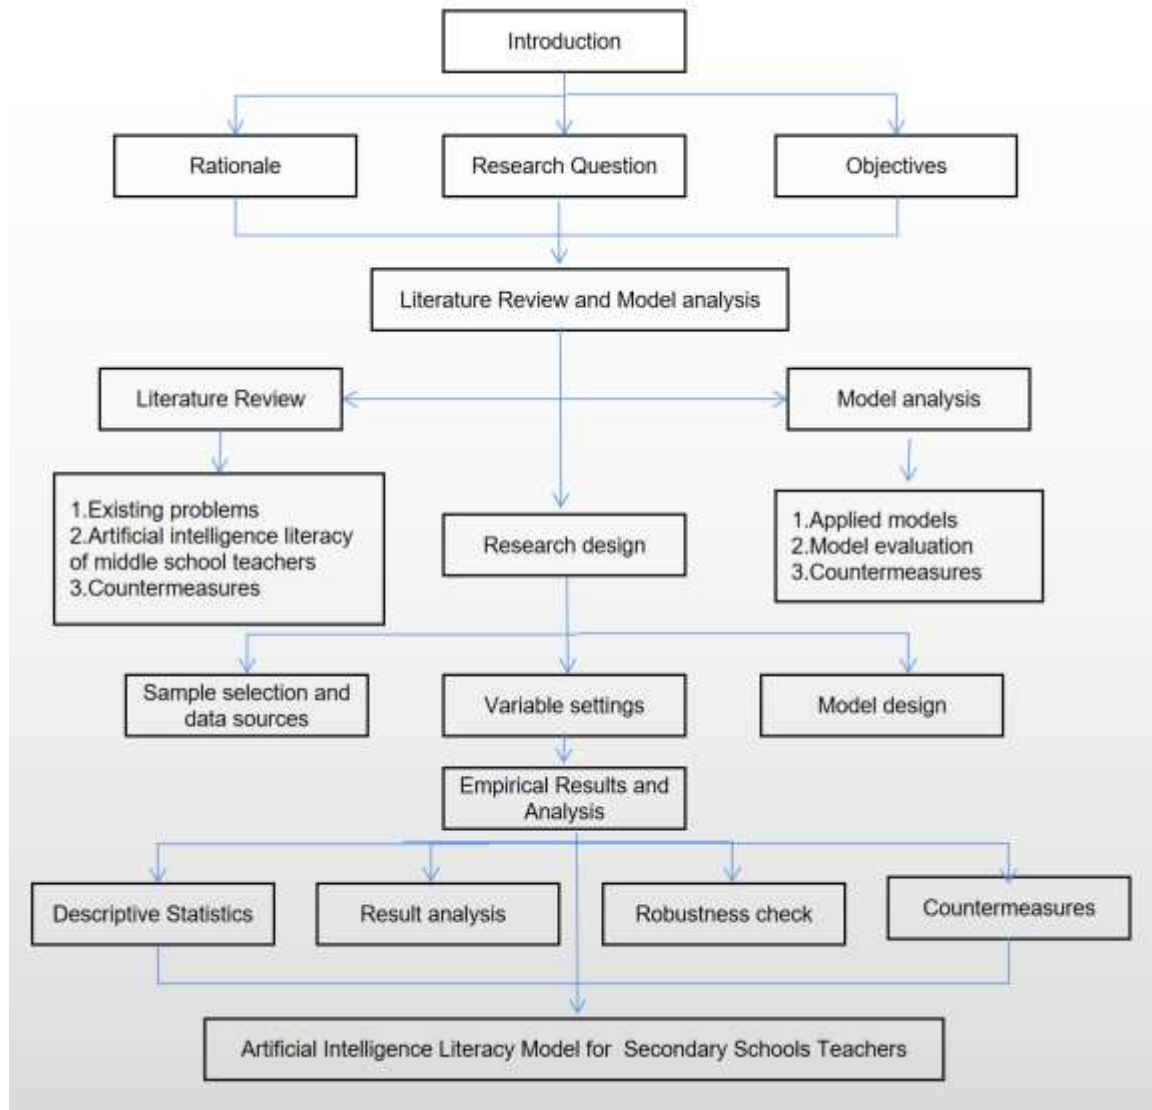 Introduction
Rationale
Research Question
Objectives
Literature Review and Model analysis
Literature Review
Model analysis
1.Existing problems
2.Artificial intelligence literacy
of middle school teachers
3.Countermeasures
Research design
1.Applied models
2.Model evaluation
3.Countermeasures
Sample selection and
data sources
Variable settings
Model design
Empirical Results and
Analysis
Descriptive Statistics
Result analysis
Robustness check
Countermeasures
Artificial Intelligence Literacy Model for Secondary Schools Teachers